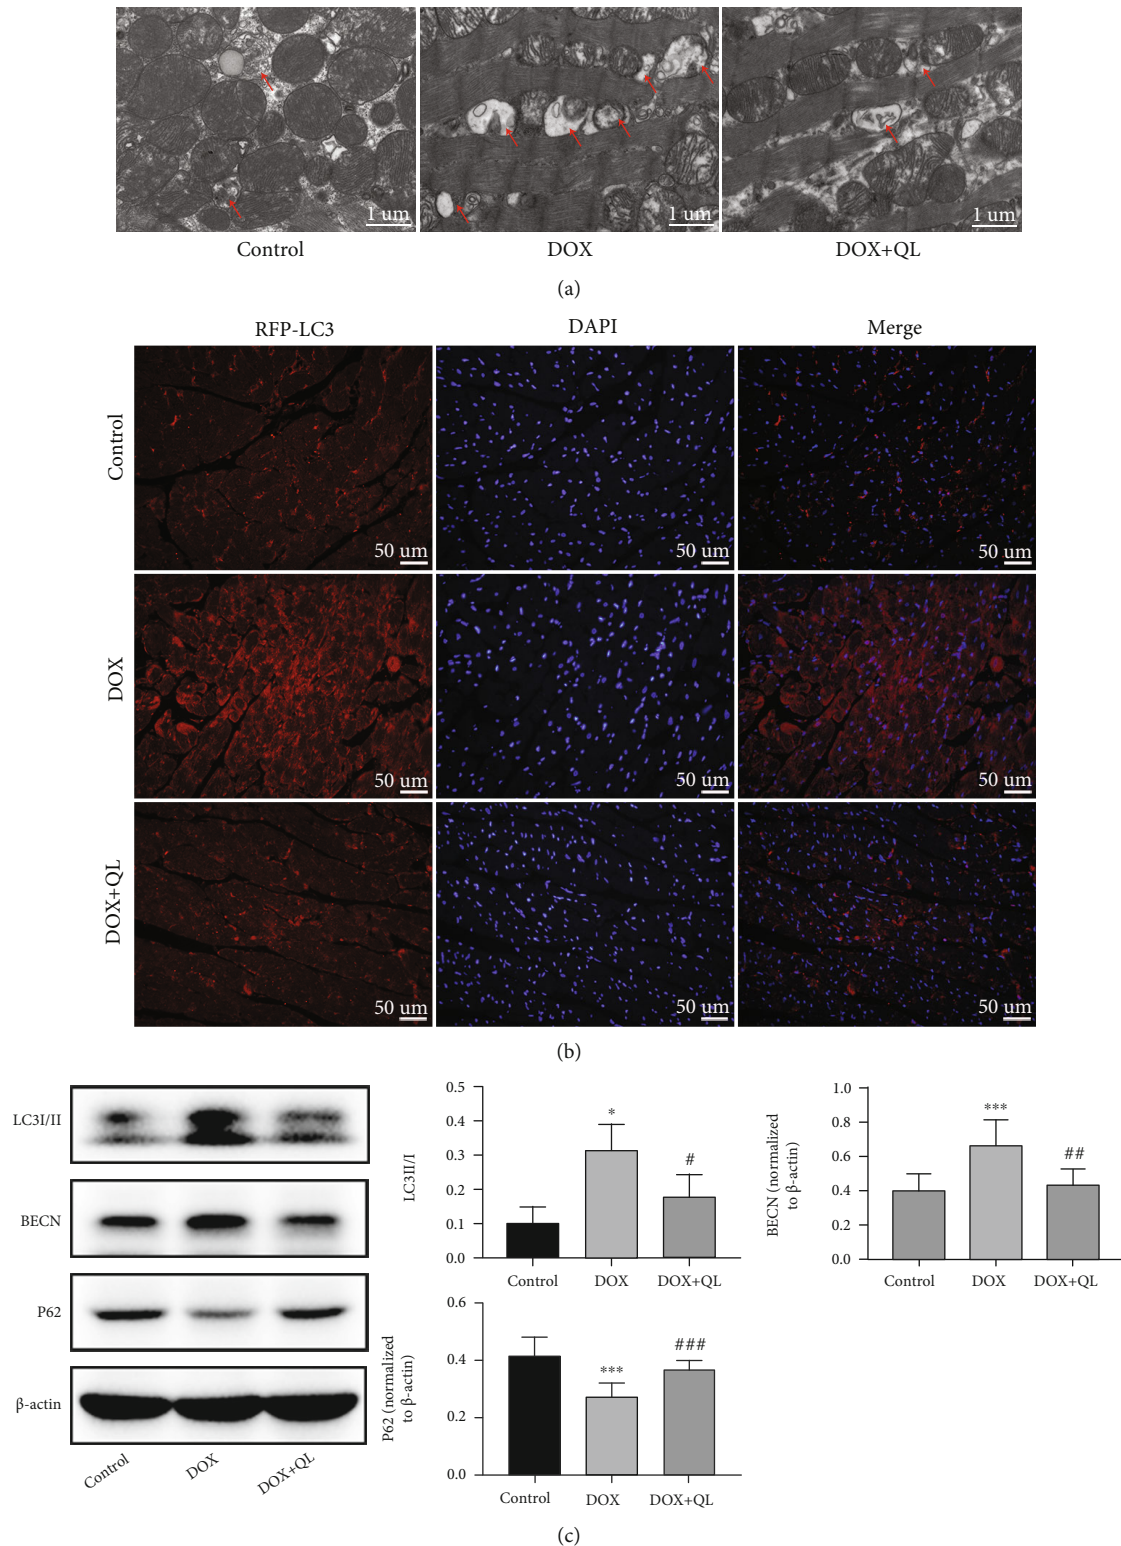 1 um
1 um
1 um
Control
DOX
DOX+QL
(a)
RFP-LC3
DAPI
Merge
Control
50 um
50 um
50 um
DOX
50 um
50 um
50 um
DOX+QL
50 um
50 um
50 um
(b)
LC3I/II
BECN
P62
β-actin
Control
DOX
DOX+QL
LC3II/I
0.5
0.4
0.3
0.2
0.1
0.0
*
#
Control
DOX
DOX+QL
BECN (normalized
to β-actin)
1.0
0.8
0.6
0.4
0.2
0.0
***
##
Control
DOX
DOX+QL
P62 (normalized
to β-actin)
0.6
0.4
0.2
0.0
***
###
Control
DOX
DOX+QL
(c)